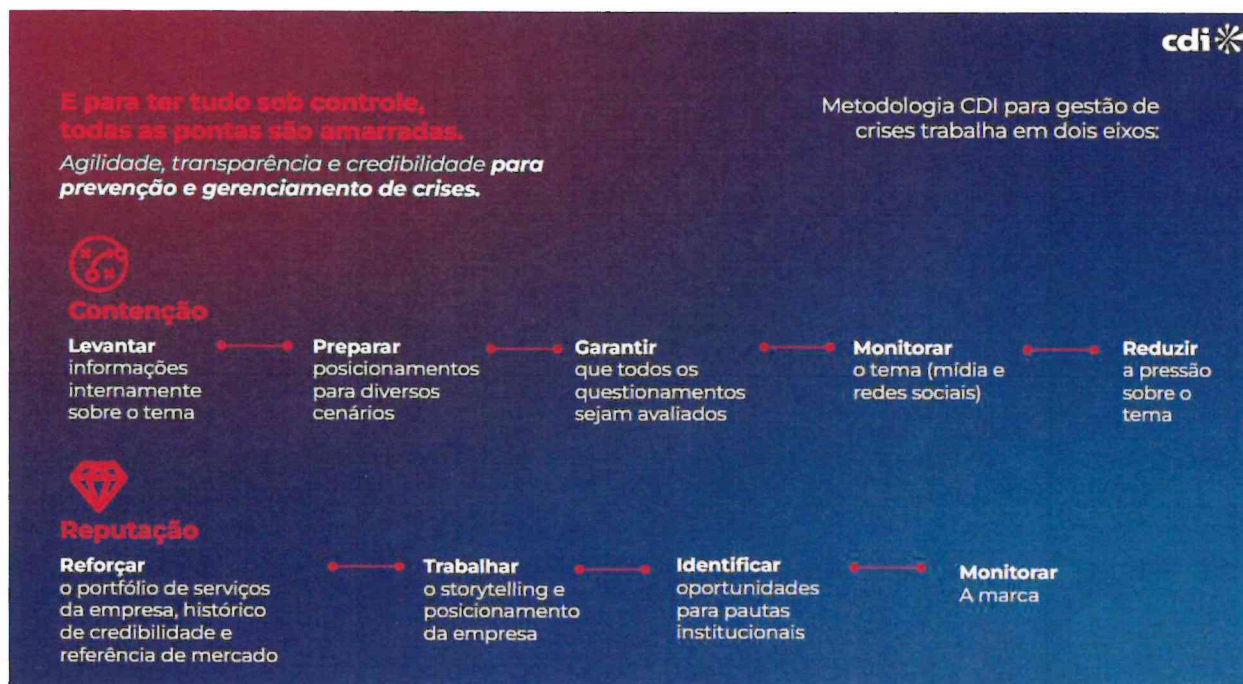 cdi
E para ter tudo sob controle,
todas as pontas são amarradas.
Agilidade, transparência e credibilidade para
prevenção e gerenciamento de crises.
Metodologia CDI para gestão de
crises trabalha em dois eixos:
Contenção
Levantar
informações
internamente
sobre o tema
Preparar
posicionamentos
para diversos
cenários
Garantir
que todos os
questionamentos
sejam avaliados
Monitorar
o tema (mídia e
redes sociais)
Reduzir
a pressão
sobre o
tema
Reputação
Reforçar
o portfólio de serviços
da empresa, histórico
de credibilidade e
referência de mercado
Trabalhar
o storytelling e
posicionamento
da empresa
Identificar
oportunidades
para pautas
institucionais
Monitorar
A marca